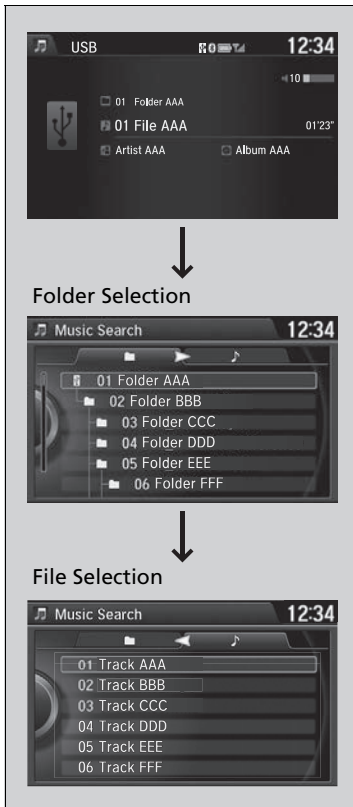 USB 12:34
10
01 Folder AAA
01 File AAA 01'23"
Artist AAA Album AAA
Folder Selection
Music Search 12:34
01 Folder AAA
02 Folder BBB
03 Folder CCC
04 Folder DDD
05 Folder EEE
06 Folder FFF
File Selection
Music Search 12:34
01 Track AAA
02 Track BBB
03 Track CCC
04 Track DDD
05 Track EEE
06 Track FFF